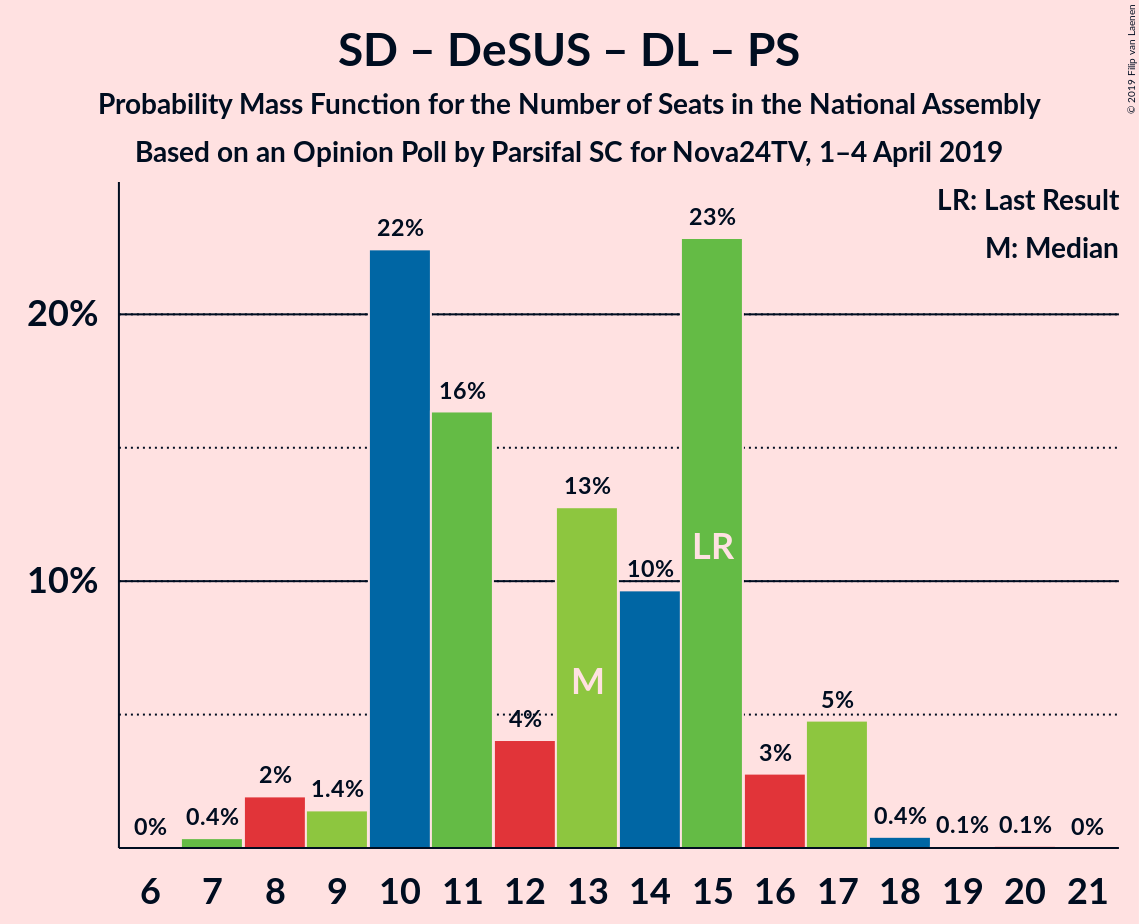 SD – DeSUS – DL – PS
Probability Mass Function for the Number of Seats in the National Assembly
Based on an Opinion Poll by Parsifal SC for Nova24TV, 1–4 April 2019
© 2019 Filip van Laenen
LR: Last Result
M: Median
20%
10%
0%
0.4%
2%
1.4%
22%
16%
4%
13%
10%
23%
3%
5%
0.4%
0.1%
0.1%
0%
LR
M
6 7 8 9 10 11 12 13 14 15 16 17 18 19 20 21